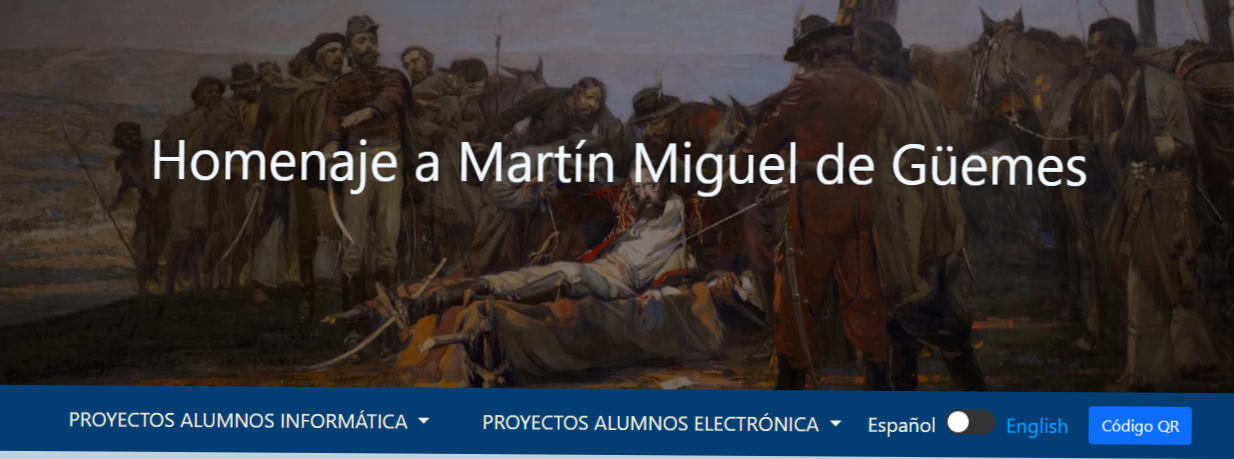 Homenaje a Martín Miguel de Güemes
PROYECTOS ALUMNOS INFORMÁTICA
PROYECTOS ALUMNOS ELECTRÓNICA
Español
English
Código QR